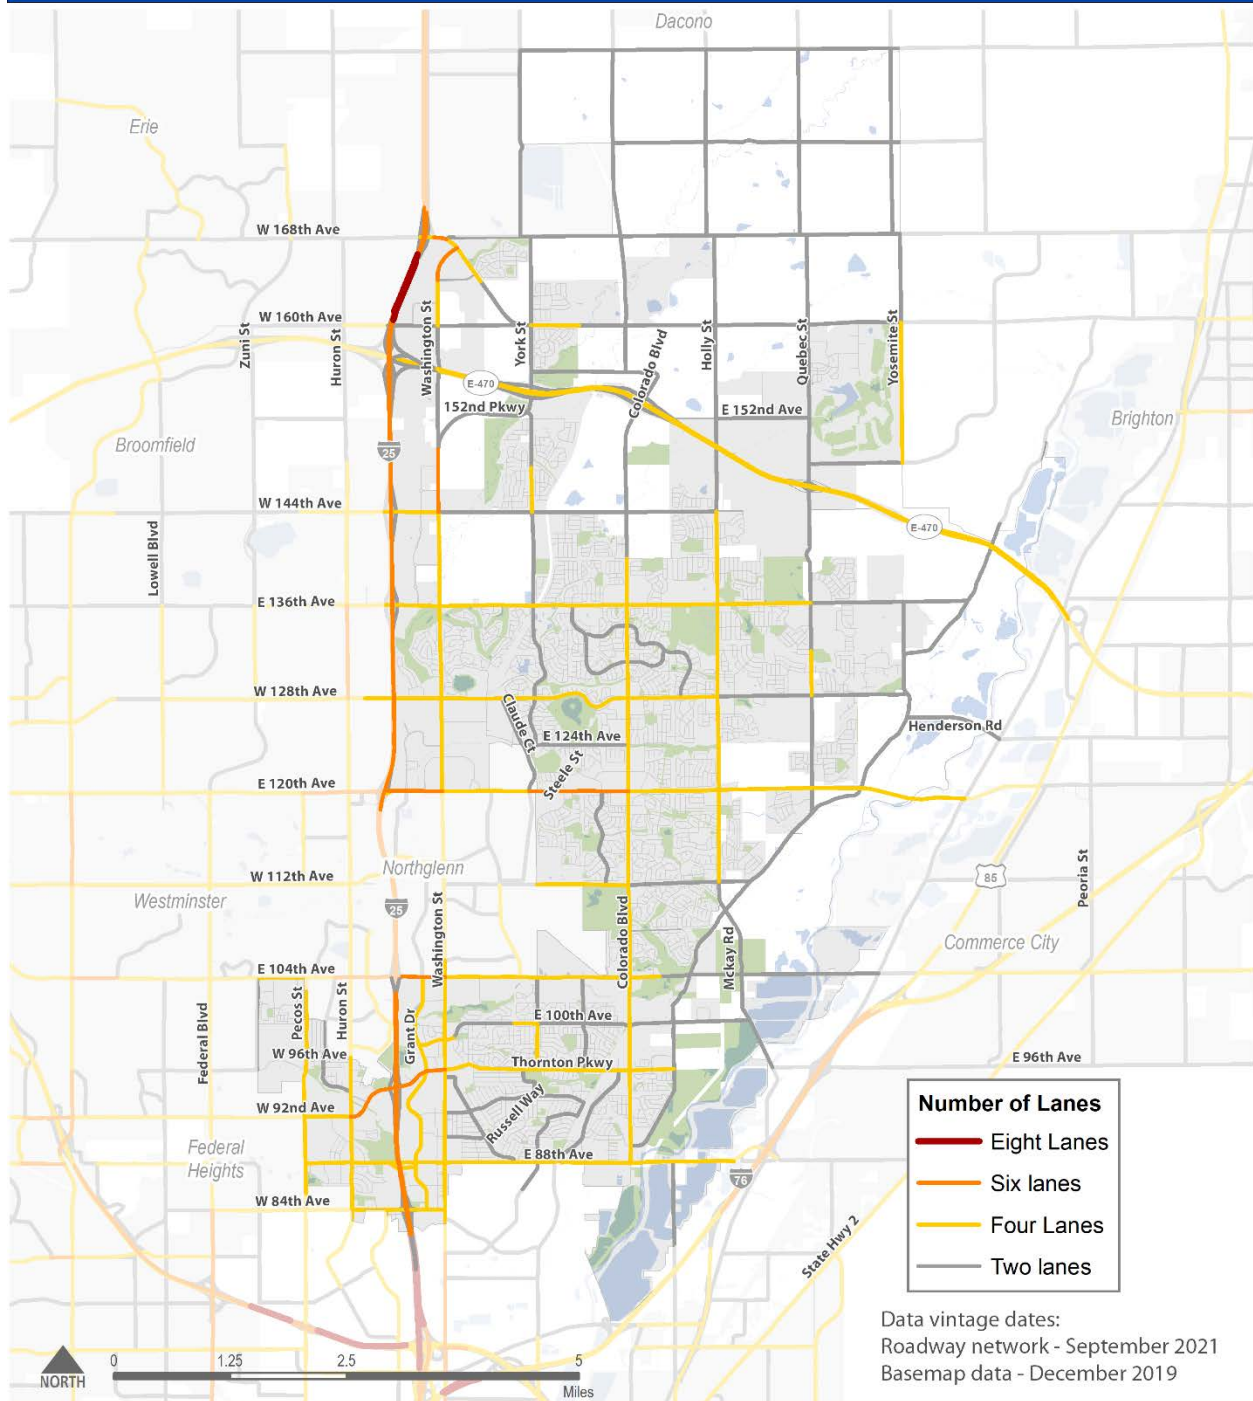 Dacono
Erie
W 168th Ave
W 160th Ave
Zuni St
Huron St
Washington St
York St
Colorado Blvd
Holly St
Quebec St
Yosemite St
E-470
152nd Pkwy
E 152nd Ave
Brighton
Broomfield
25
W 144th Ave
E-470
Lowell Blvd
E 136th Ave
W 128th Ave
Claude Ct
E 124th Ave
Henderson Rd
Steele St
E 120th Ave
Northglenn
W 112th Ave
Westminster
25
Washington St
Colorado Blvd
85
Peoria St
Commerce City
Mckay Rd
E 104th Ave
Pecos St
Huron St
Federal Blvd
Grant Dr
E 100th Ave
W 96th Ave
Thornton Pkwy
E 96th Ave
W 92nd Ave
Russell Way
Federal
Heights
E 88th Ave
76
W 84th Ave
State Hwy 2
Number of Lanes
Eight Lanes
Six lanes
Four Lanes
Two lanes
Data vintage dates:
Roadway network - September 2021
Basemap data - December 2019
NORTH
0 1.25 2.5 5
Miles